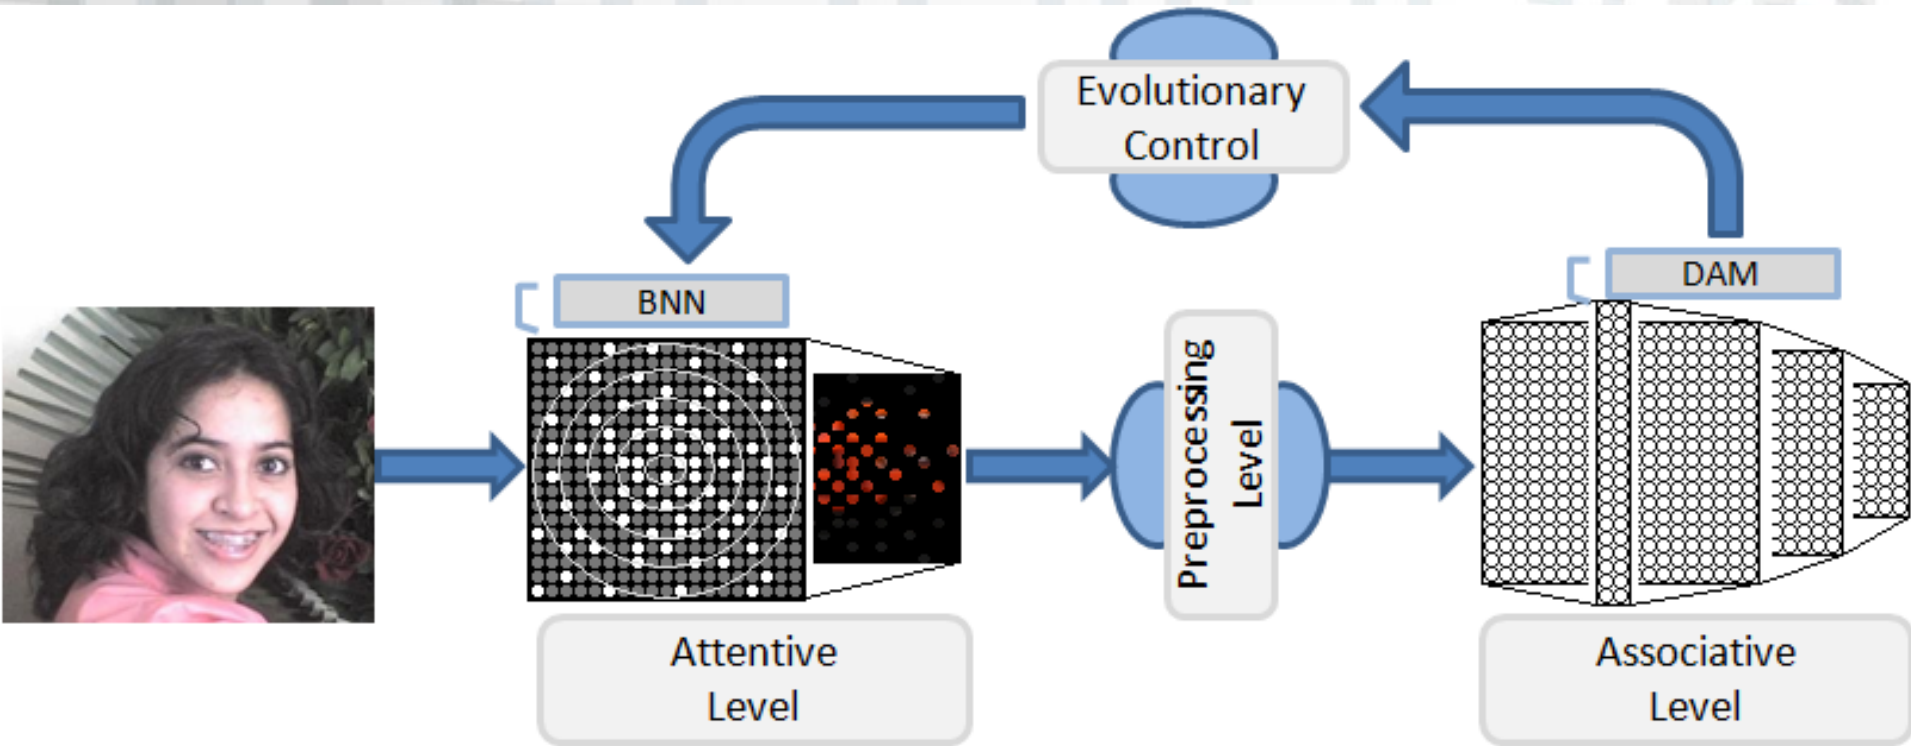 Evolutionary
Control
BNN
DAM
Preprocessing
Level
Attentive
Level
Associative
Level